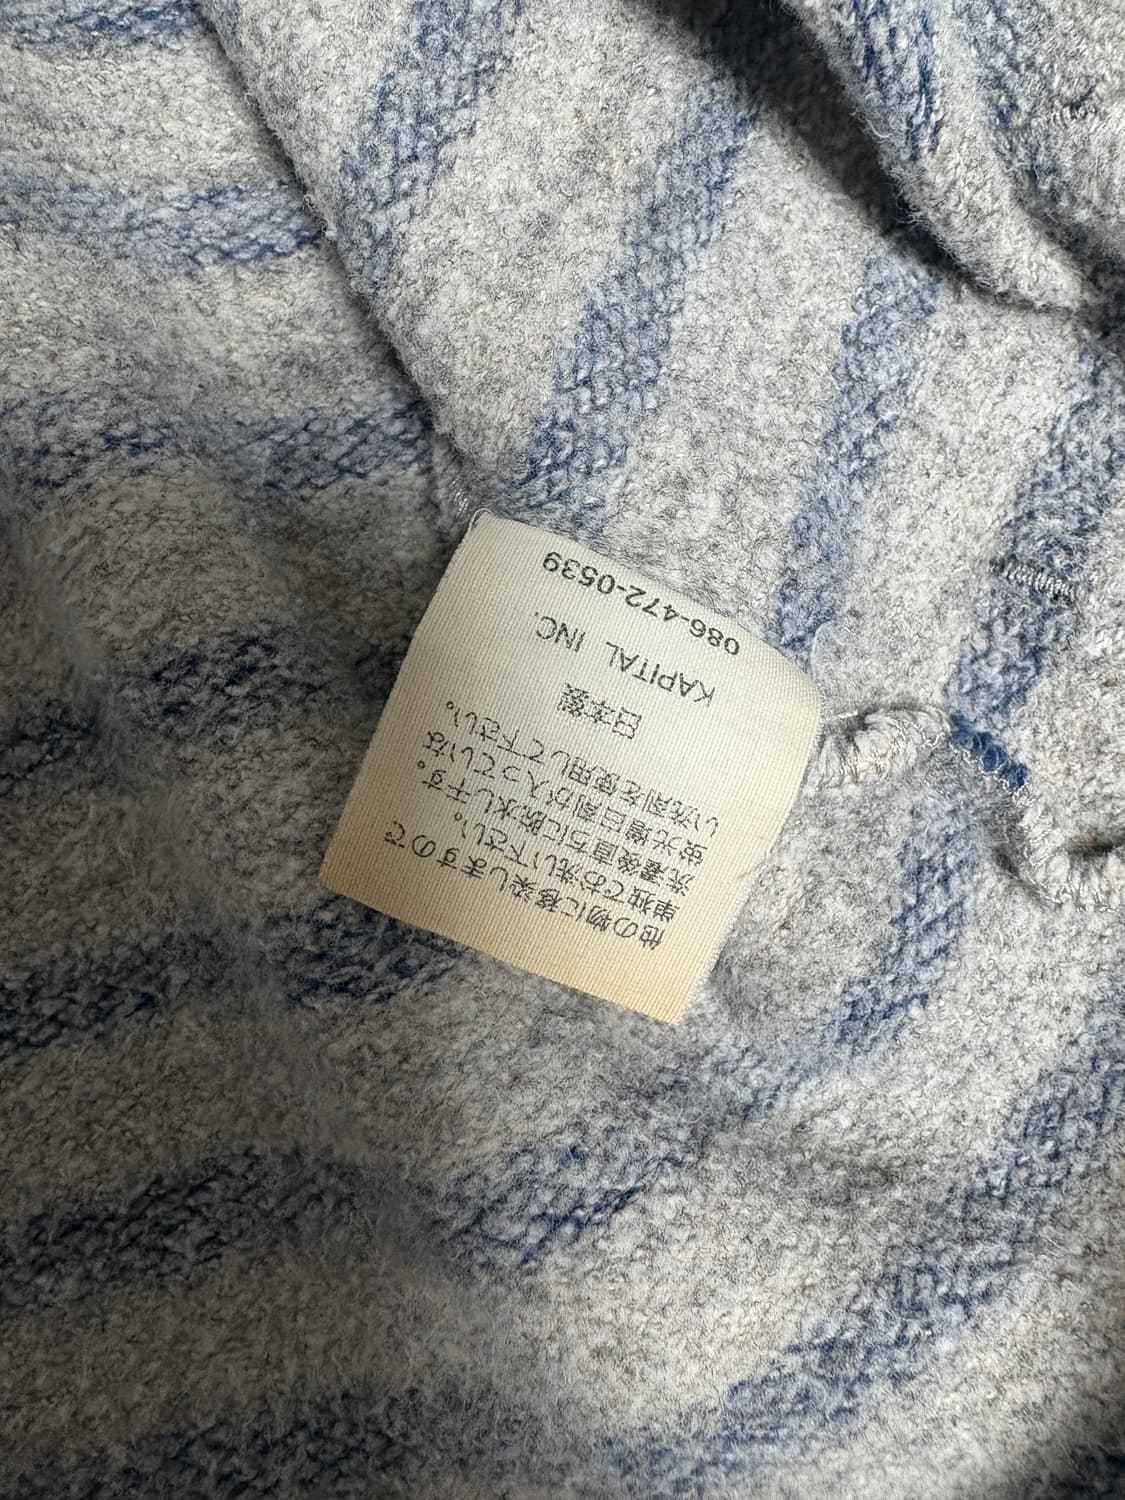 他の物に移染しますので
単独でお洗い下さい。
洗濯後直ちに脱水し干す。
蛍光増白剤が入っていな
い洗剤を使用して下さい。
日本製
KAPITAL INC.
086-472-0539